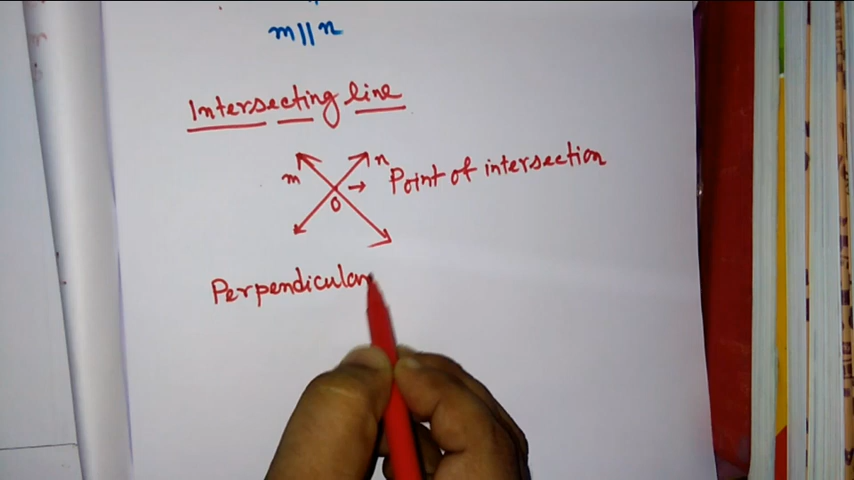 m||n
Intersecting line
m n
O → Point of intersection
Perpendicular